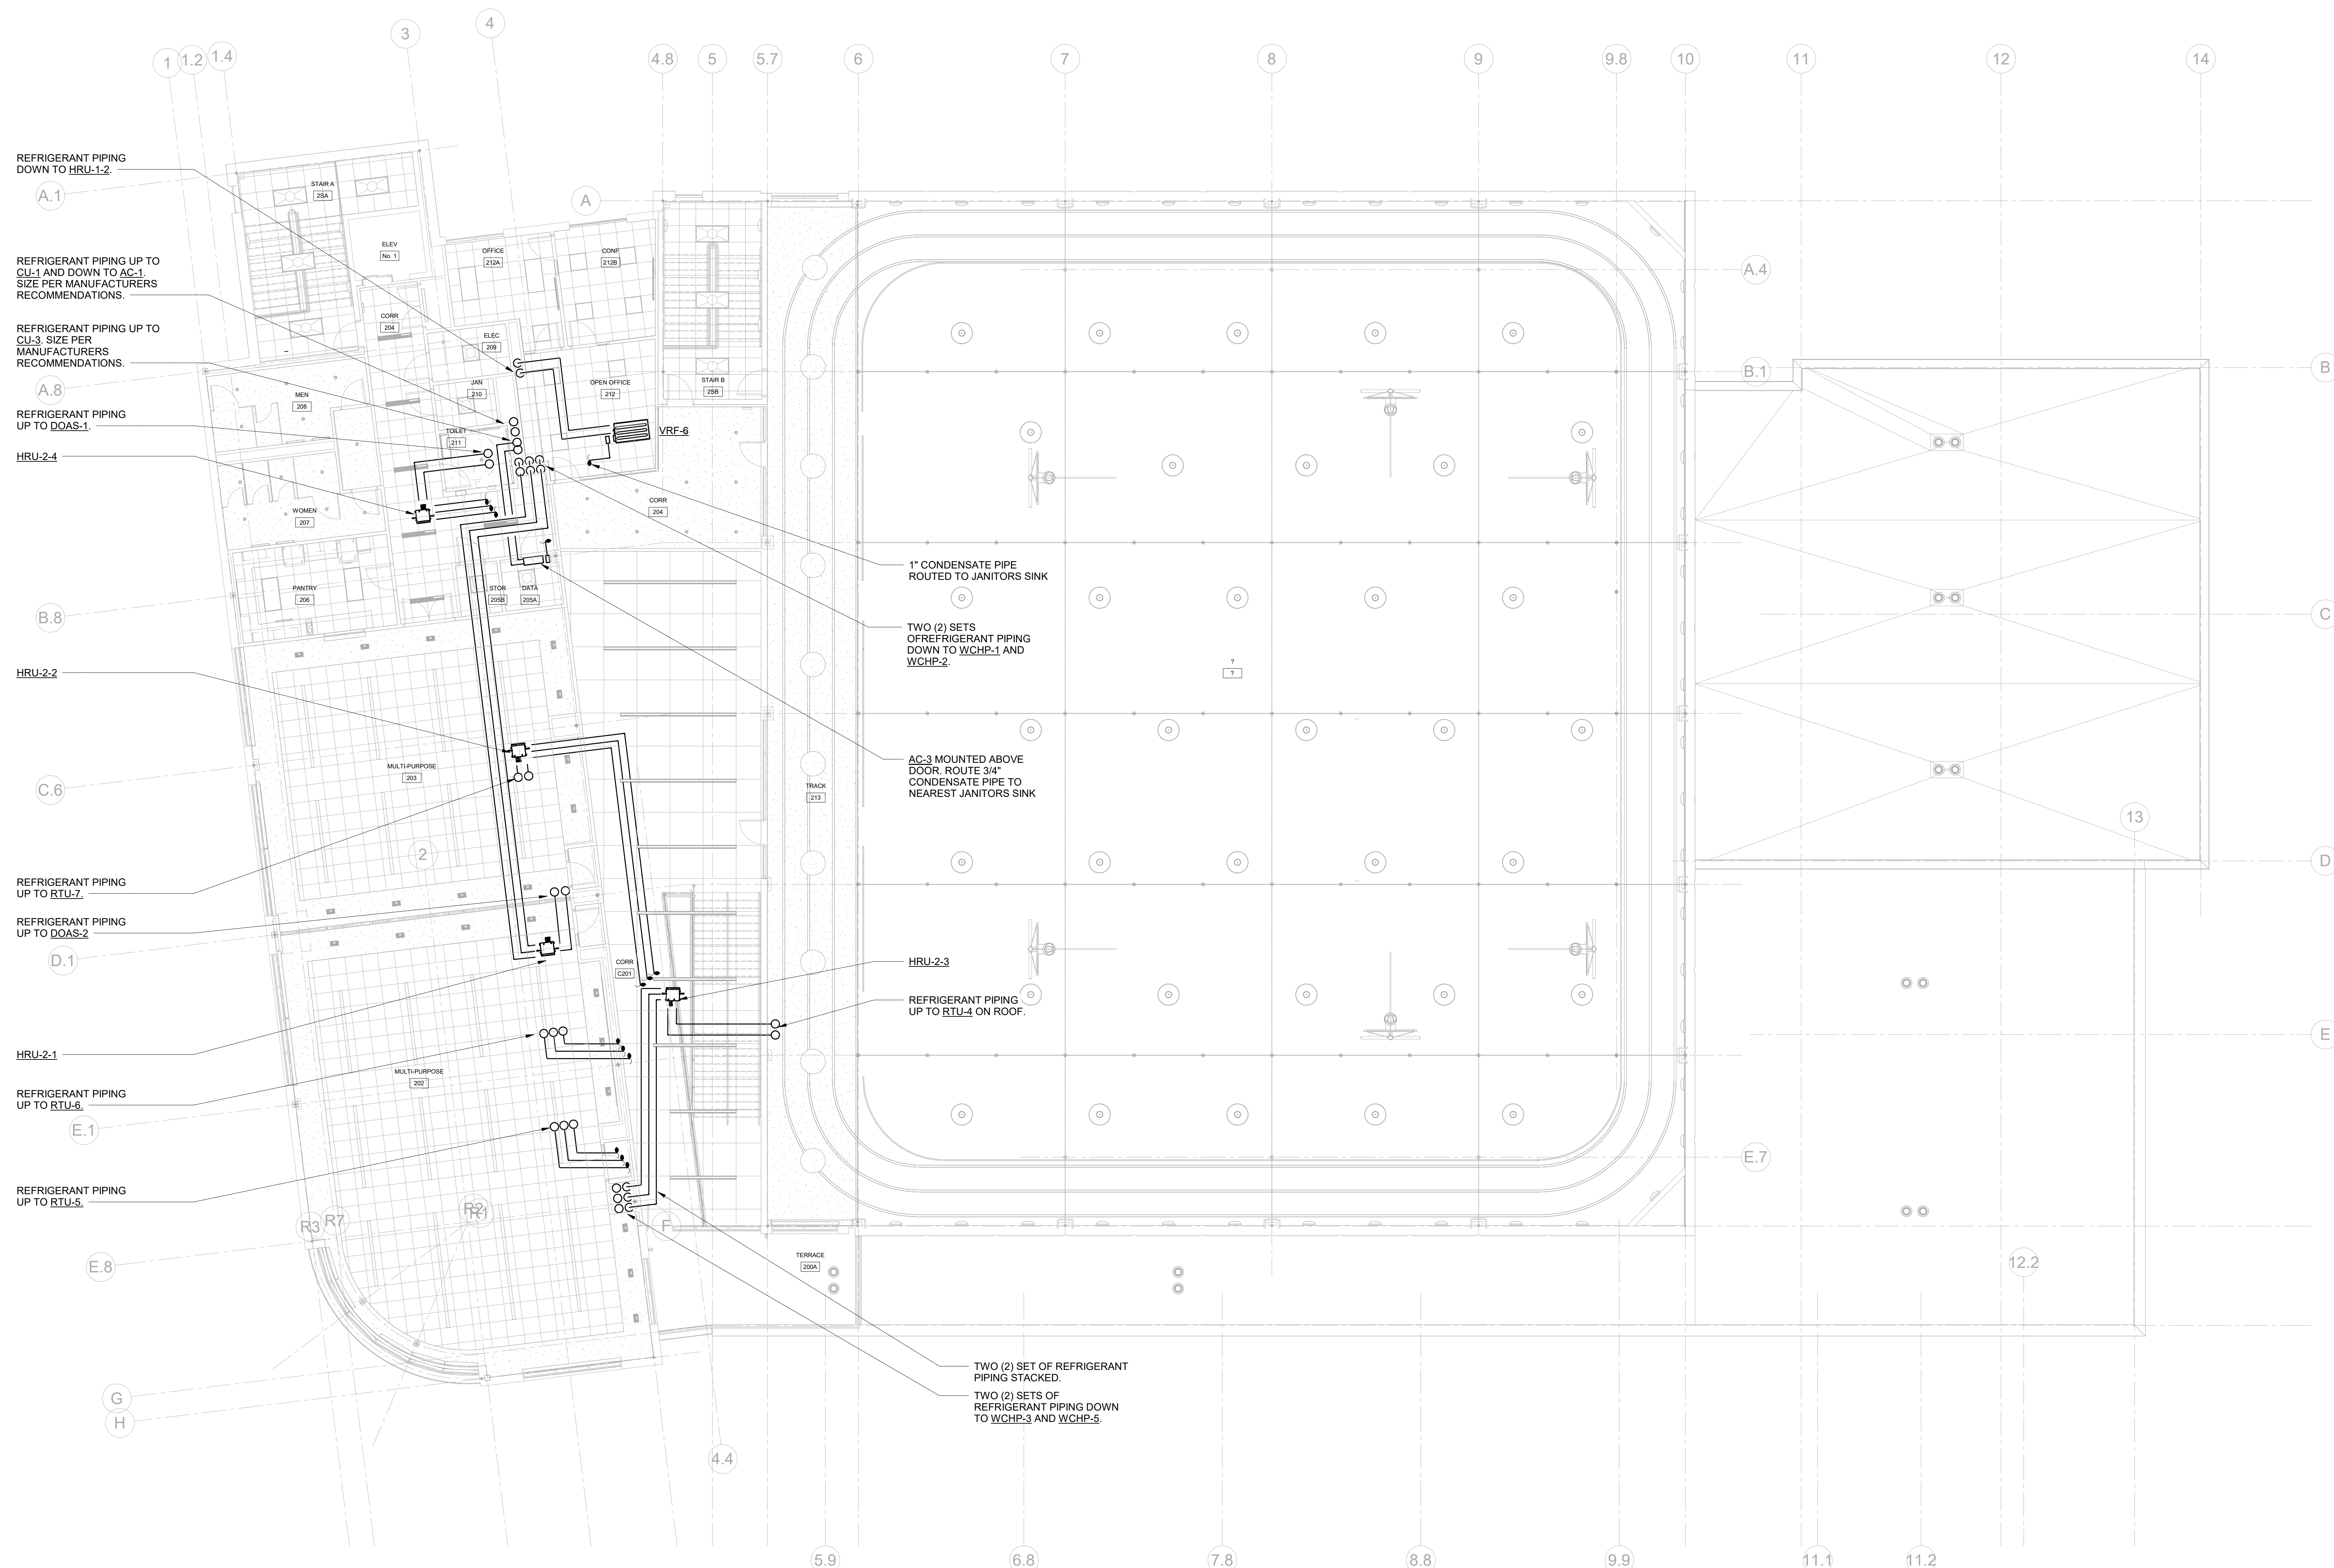 1
1.2
1.4
3
4
4.8
5
5.7
6
7
8
9
9.8
10
11
12
14
REFRIGERANT PIPING
DOWN TO HRU-1-2.
A.1
REFRIGERANT PIPING UP TO
CU-1 AND DOWN TO AC-1.
SIZE PER MANUFACTURERS
RECOMMENDATIONS.
REFRIGERANT PIPING UP TO
CU-3. SIZE PER
MANUFACTURERS
RECOMMENDATIONS.
A.8
REFRIGERANT PIPING
UP TO DOAS-1.
HRU-2-4
B.8
HRU-2-2
C.6
REFRIGERANT PIPING
UP TO RTU-7.
REFRIGERANT PIPING
UP TO DOAS-2
D.1
HRU-2-1
REFRIGERANT PIPING
UP TO RTU-6.
E.1
REFRIGERANT PIPING
UP TO RTU-5.
E.8
G
H
STAIR A
2SA
ELEV
No. 1
OFFICE
212A
CONF
212B
A
CORR
204
ELEC
209
JAN
210
OPEN OFFICE
212
STAIR B
2SB
MEN
208
TOILET
211
VRF-6
WOMEN
207
CORR
204
PANTRY
206
STOR
205B
DATA
205A
MULTI-PURPOSE
203
2
TRACK
213
CORR
C201
MULTI-PURPOSE
202
R3
R7
R2
R1
F
TERRACE
200A
1" CONDENSATE PIPE
ROUTED TO JANITORS SINK
TWO (2) SETS
OFREFRIGERANT PIPING
DOWN TO WCHP-1 AND
WCHP-2.
?
?
AC-3 MOUNTED ABOVE
DOOR. ROUTE 3/4"
CONDENSATE PIPE TO
NEAREST JANITORS SINK
HRU-2-3
REFRIGERANT PIPING
UP TO RTU-4 ON ROOF.
TWO (2) SET OF REFRIGERANT
PIPING STACKED.
TWO (2) SETS OF
REFRIGERANT PIPING DOWN
TO WCHP-3 AND WCHP-5.
A.4
B.1
E.7
B
C
13
D
E
12.2
4.4
5.9
6.8
7.8
8.8
9.9
11.1
11.2